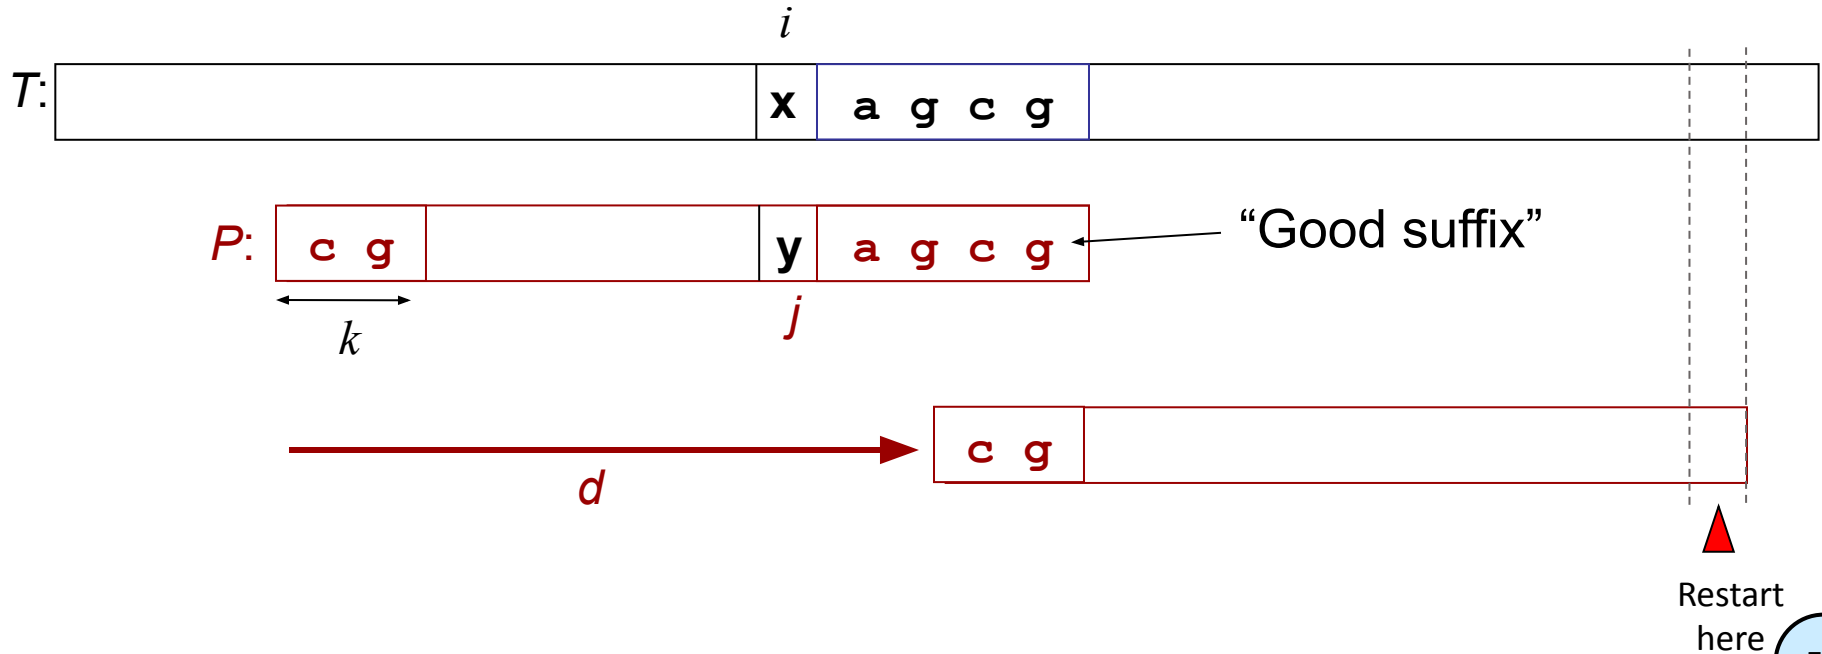 i
T: x a g c g
P: c g y a g c g “Good suffix”
k j
c g
d
Restart
here